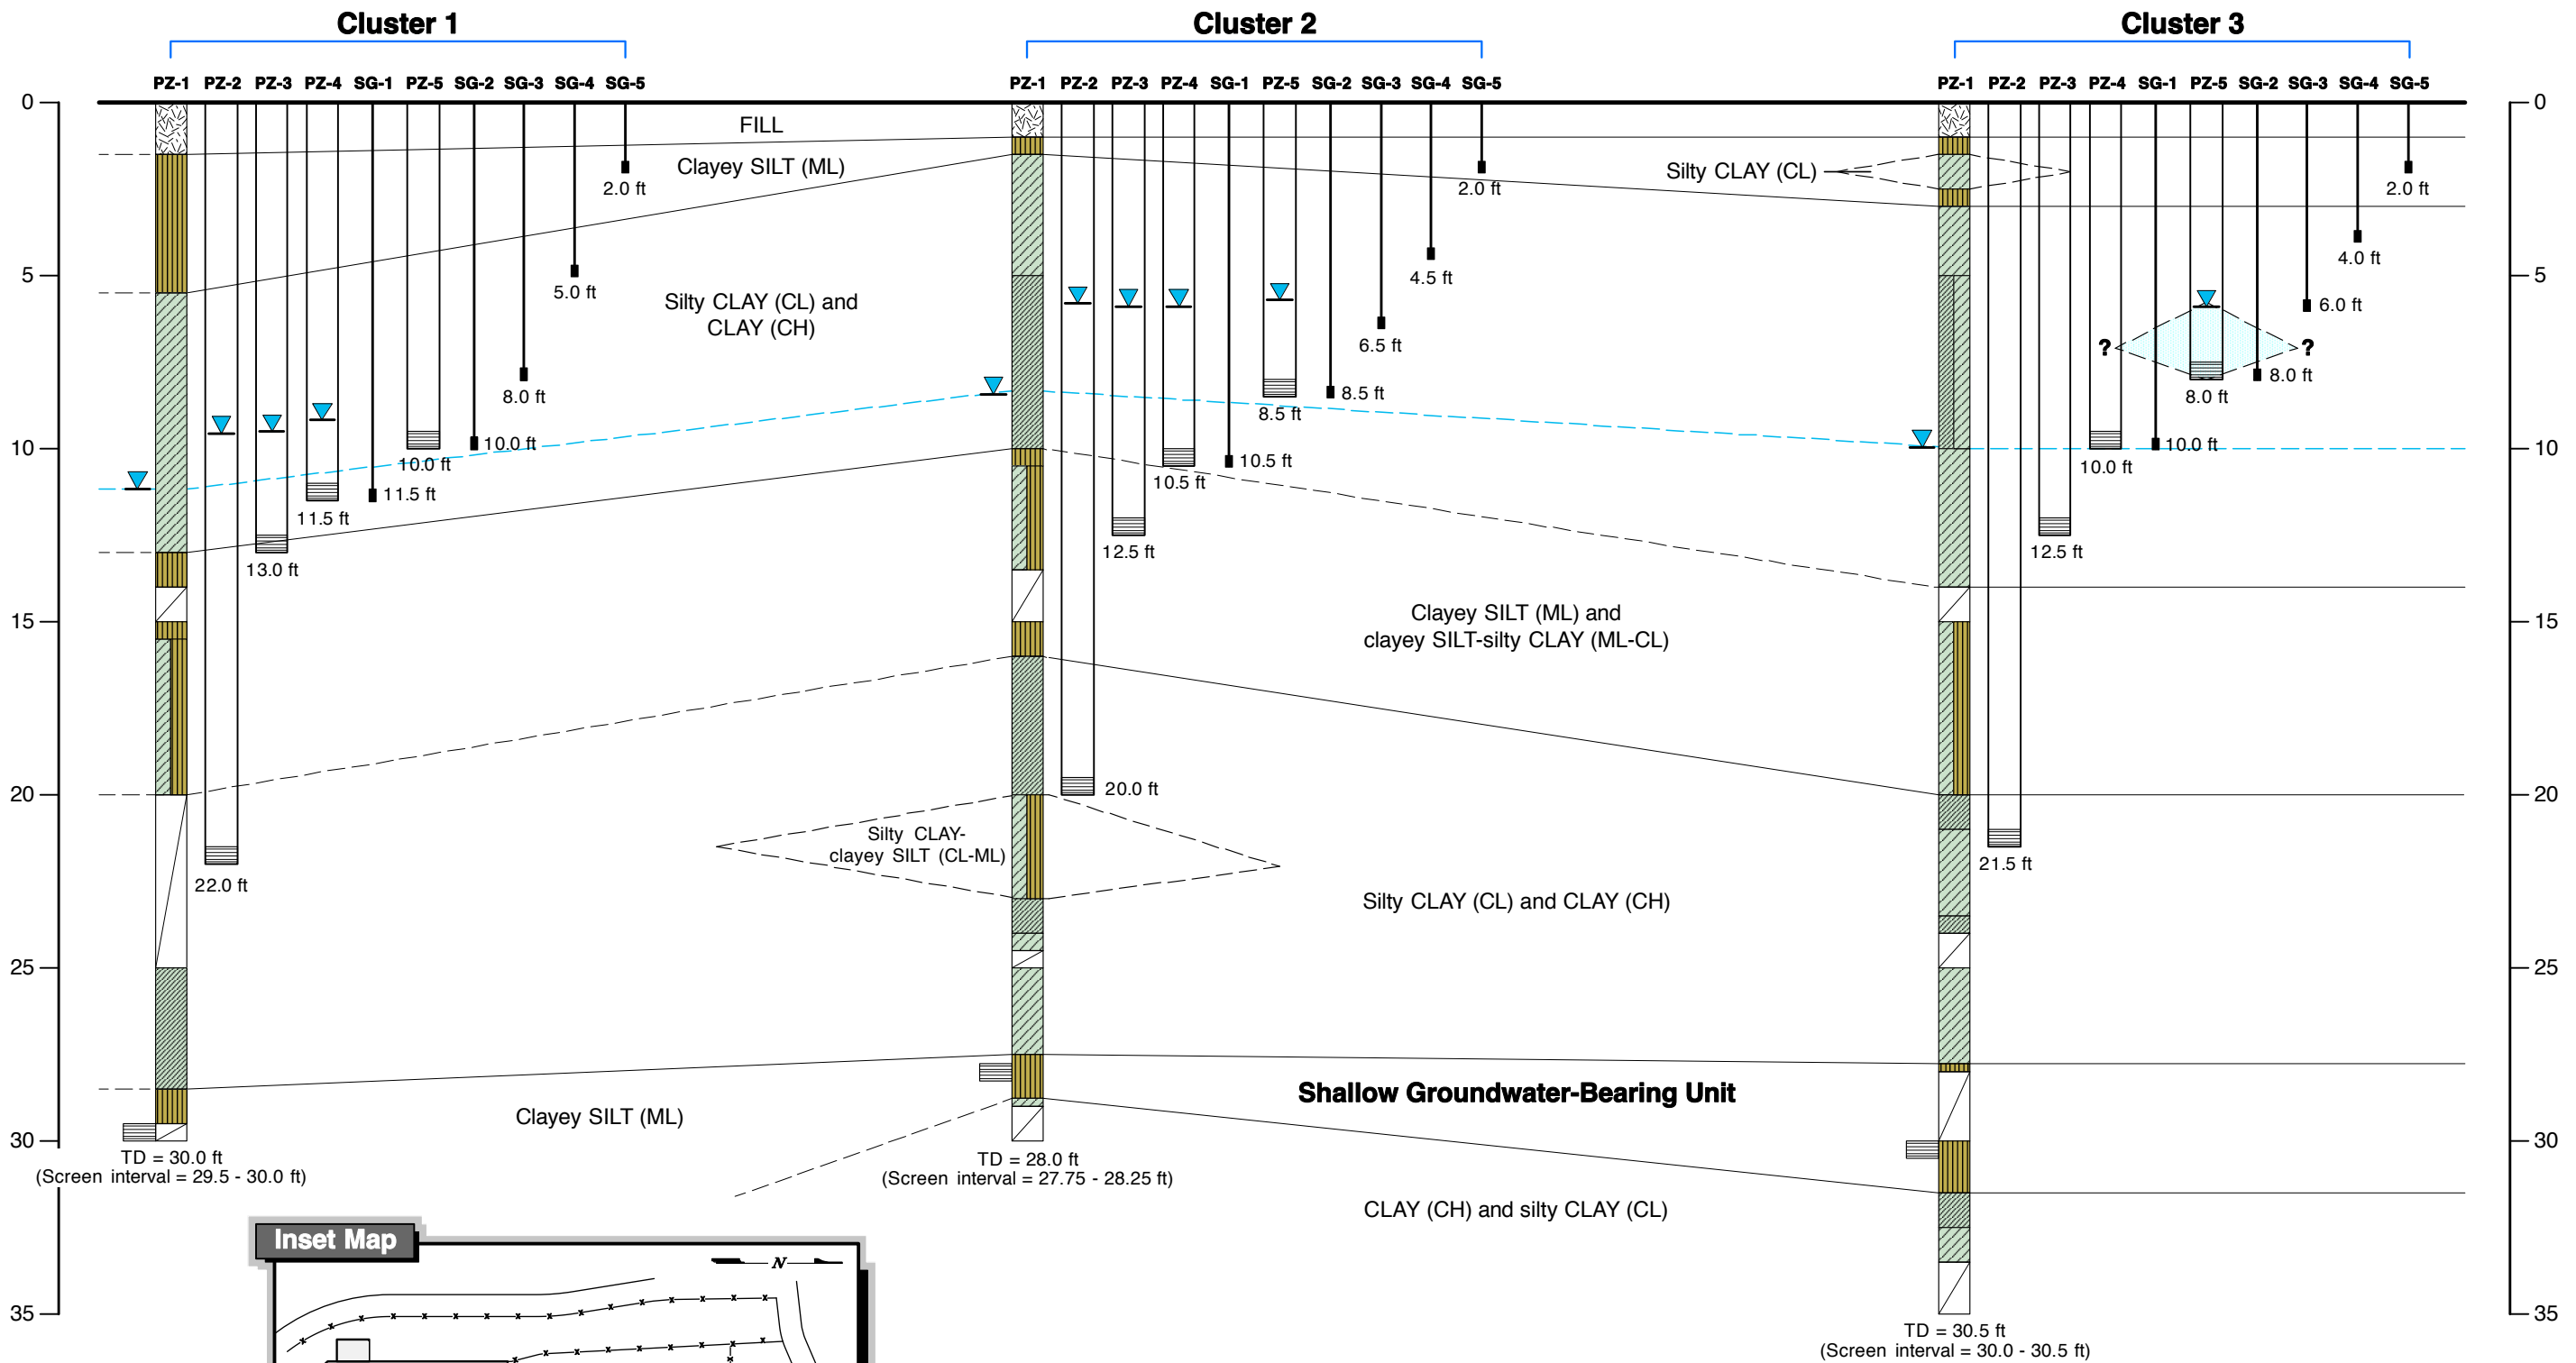 Cluster 1
Cluster 2
Cluster 3
PZ-1 PZ-2 PZ-3 PZ-4 SG-1 PZ-5 SG-2 SG-3 SG-4 SG-5
PZ-1 PZ-2 PZ-3 PZ-4 SG-1 PZ-5 SG-2 SG-3 SG-4 SG-5
PZ-1 PZ-2 PZ-3 PZ-4 SG-1 PZ-5 SG-2 SG-3 SG-4 SG-5
0
0
FILL
Clayey SILT (ML)
Silty CLAY (CL)
2.0 ft
2.0 ft
2.0 ft
4.0 ft
5
5
4.5 ft
5.0 ft
Silty CLAY (CL) and
CLAY (CH)
6.0 ft
6.5 ft
?
?
8.0 ft
8.5 ft
8.0 ft
8.0 ft
8.5 ft
10
10.0 ft
10.0 ft
10
10.0 ft
10.5 ft
10.0 ft
10.5 ft
11.5 ft
11.5 ft
12.5 ft
12.5 ft
13.0 ft
15
15
Clayey SILT (ML) and
clayey SILT-silty CLAY (ML-CL)
20
20.0 ft
20
Silty CLAY-
clayey SILT (CL-ML)
21.5 ft
22.0 ft
Silty CLAY (CL) and CLAY (CH)
25
25
Shallow Groundwater-Bearing Unit
Clayey SILT (ML)
30
30
TD = 30.0 ft
(Screen interval = 29.5 - 30.0 ft)
TD = 28.0 ft
(Screen interval = 27.75 - 28.25 ft)
CLAY (CH) and silty CLAY (CL)
Inset Map
N
35
35
TD = 30.5 ft
(Screen interval = 30.0 - 30.5 ft)